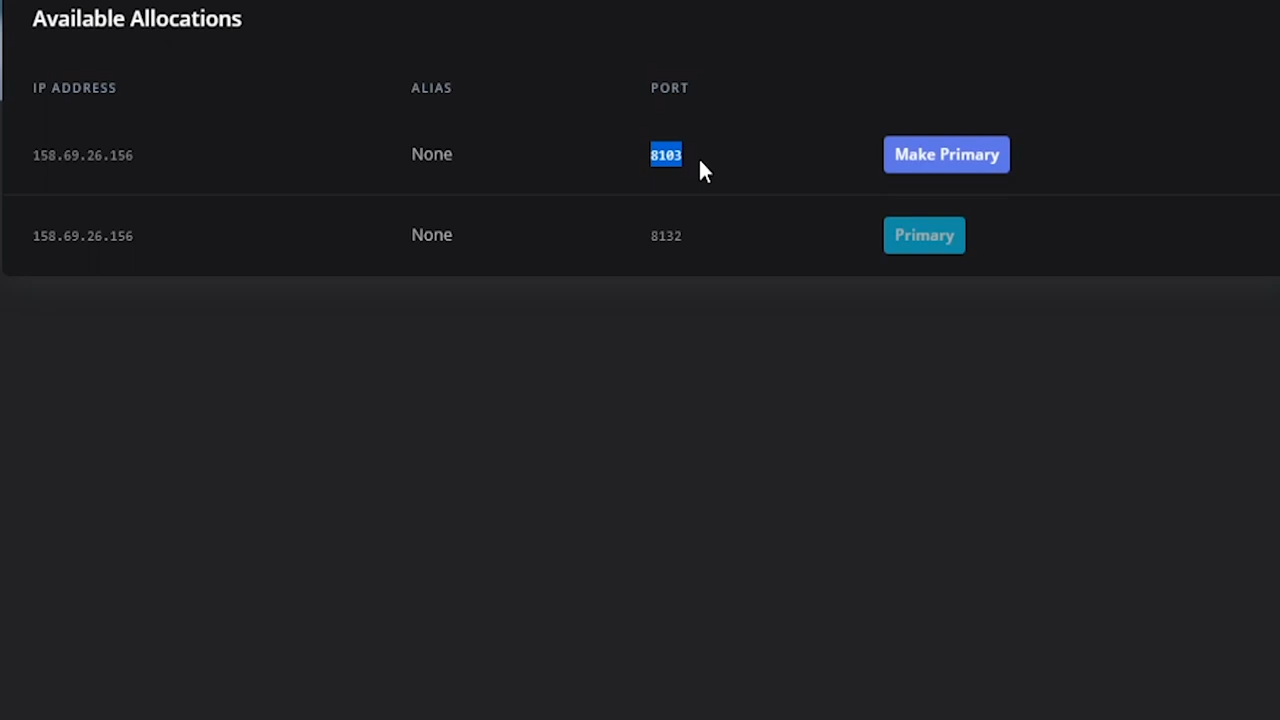 Available Allocations
IP ADDRESS ALIAS PORT
158.69.26.156 None 8103 Make Primary
158.69.26.156 None 8132 Primary